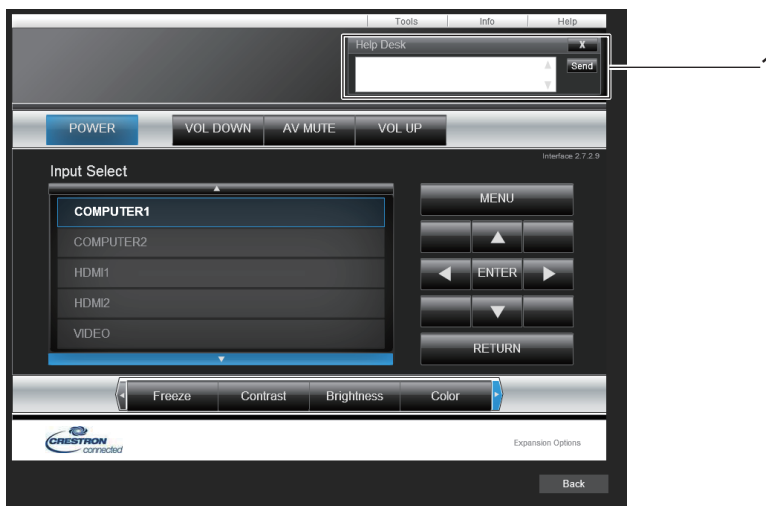 Tools Info Help
Help Desk X
Send
1
POWER VOL DOWN AV MUTE VOL UP
Interface 2.7.2.9
Input Select
MENU
COMPUTER1
COMPUTER2
HDMI1
ENTER
HDMI2
VIDEO
RETURN
Freeze Contrast Brightness Color
CRESTRON
connected
Expansion Options
Back